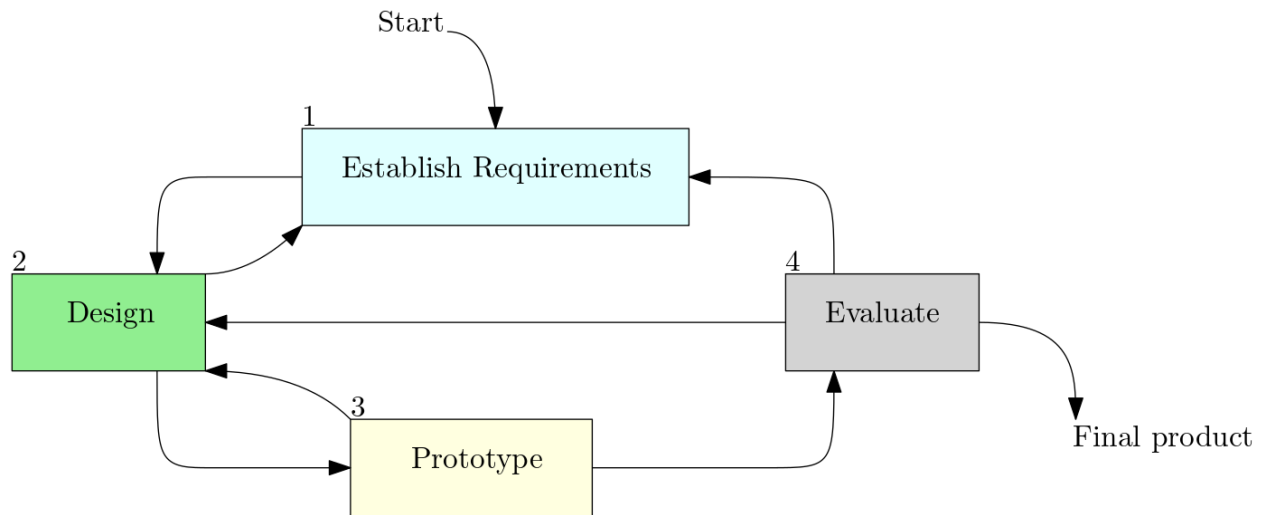 Start
1
Establish Requirements
2
Design
4
Evaluate
3
Prototype
Final product